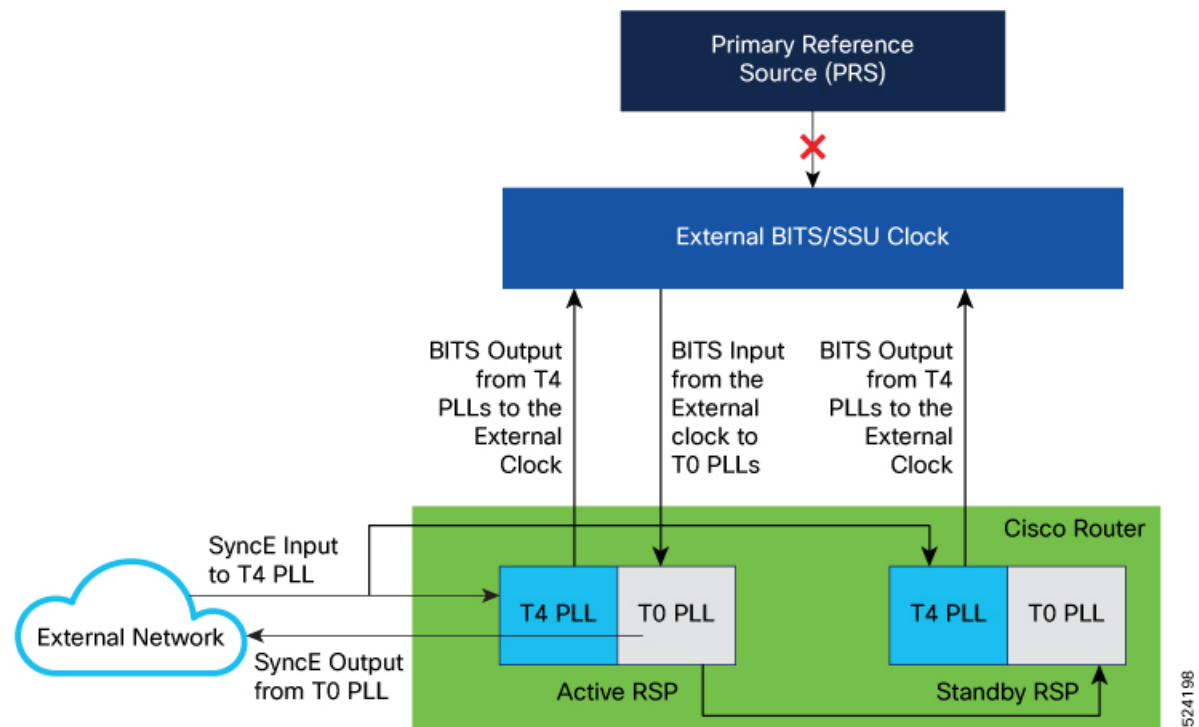 Primary Reference
Source (PRS)
External BITS/SSU Clock
BITS Output
from T4
PLLs to the
External
Clock
BITS Input
from the
External
clock to
T0 PLLs
BITS Output
from T4
PLLs to the
External
Clock
Cisco Router
SyncE Input
to T4 PLL
External Network
SyncE Output
from T0 PLL
T4 PLL
T0 PLL
Active RSP
T4 PLL
T0 PLL
Standby RSP
524198